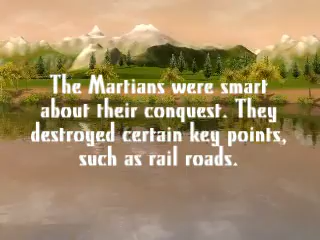 The Martians were smart
about their conquest. They
destroyed certain key points,
such as rail roads.